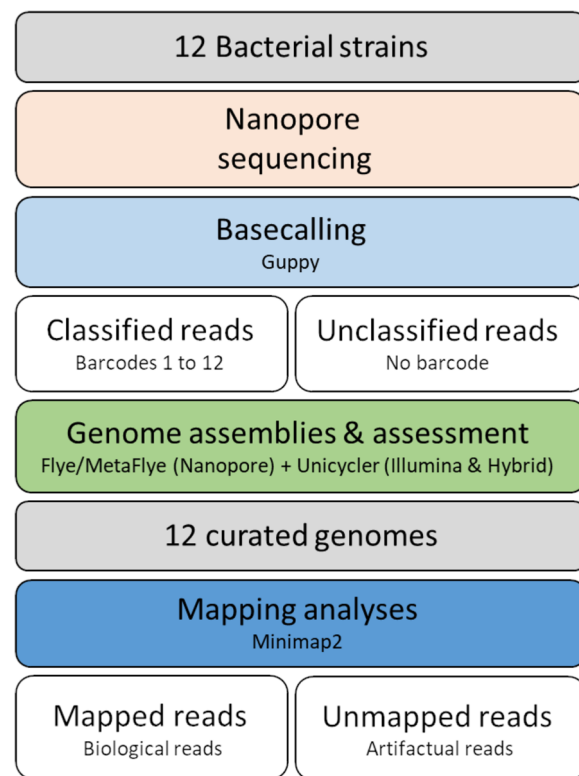 12 Bacterial strains
Nanopore
sequencing
Basecalling
Guppy
Classified reads
Barcodes 1 to 12
Unclassified reads
No barcode
Genome assemblies & assessment
Flye/MetaFlye (Nanopore) + Unicycler (Illumina & Hybrid)
12 curated genomes
Mapping analyses
Minimap2
Mapped reads
Biological reads
Unmapped reads
Artifactual reads